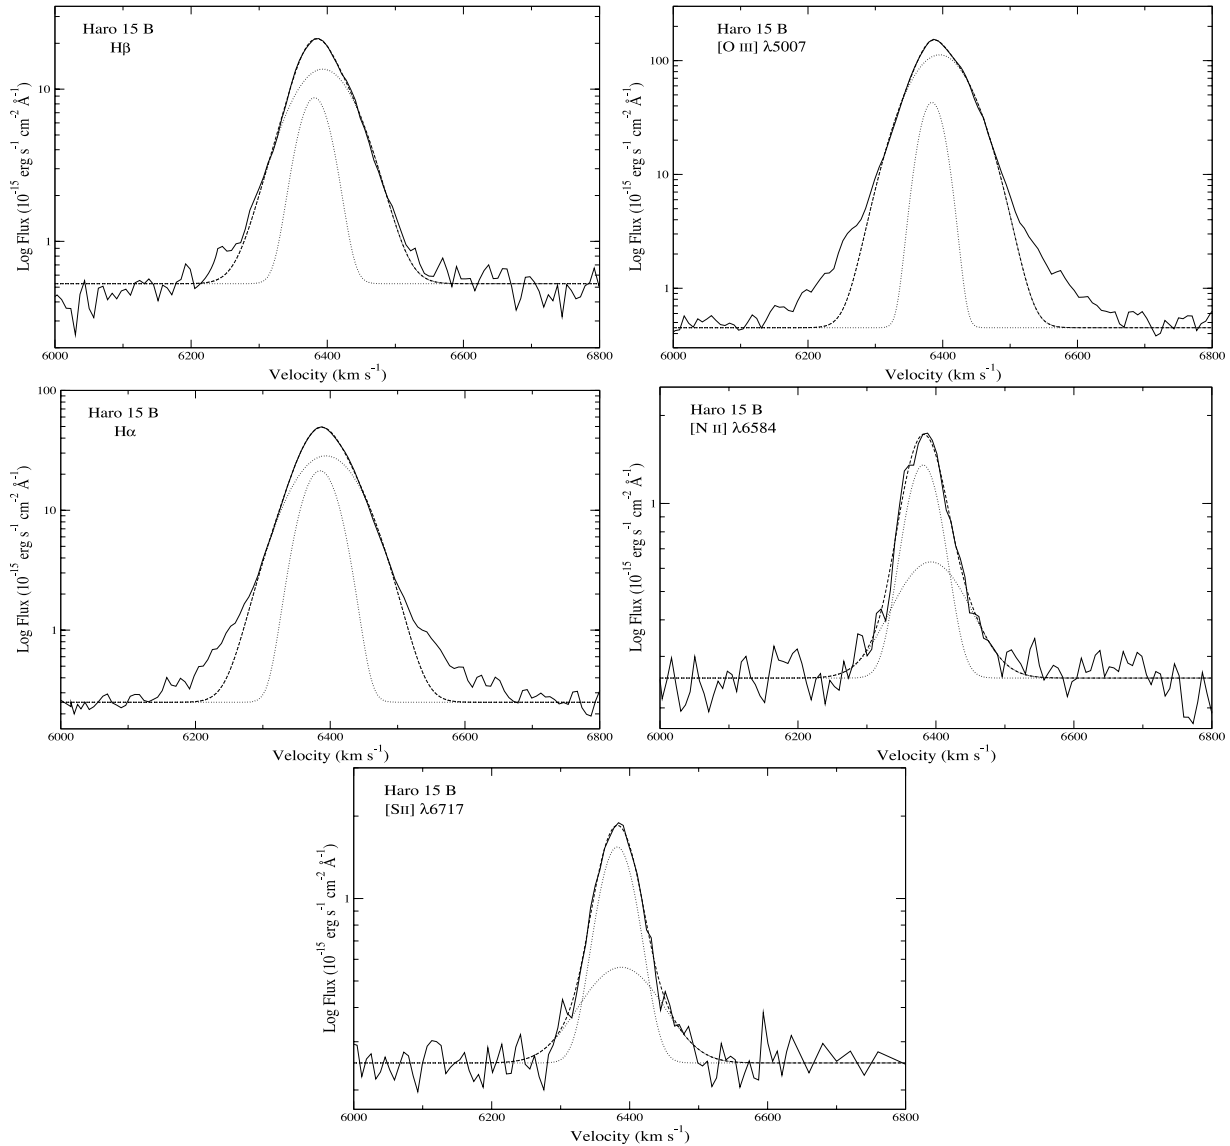 Haro 15 B
Hβ
100
10
1
Log Flux (10⁻¹⁵ erg s⁻¹ cm⁻² Å⁻¹)
6000 6200 6400 6600 6800
Velocity (km s⁻¹)
Haro 15 B
[O III] λ5007
100
10
1
Log Flux (10⁻¹⁵ erg s⁻¹ cm⁻² Å⁻¹)
6000 6200 6400 6600 6800
Velocity (km s⁻¹)
Haro 15 B
Hα
100
10
1
Log Flux (10⁻¹⁵ erg s⁻¹ cm⁻² Å⁻¹)
6000 6200 6400 6600 6800
Velocity (km s⁻¹)
Haro 15 B
[N II] λ6584
1
Log Flux (10⁻¹⁵ erg s⁻¹ cm⁻² Å⁻¹)
6000 6200 6400 6600 6800
Velocity (km s⁻¹)
Haro 15 B
[SII] λ6717
1
Log Flux (10⁻¹⁵ erg s⁻¹ cm⁻² Å⁻¹)
6000 6200 6400 6600 6800
Velocity (km s⁻¹)